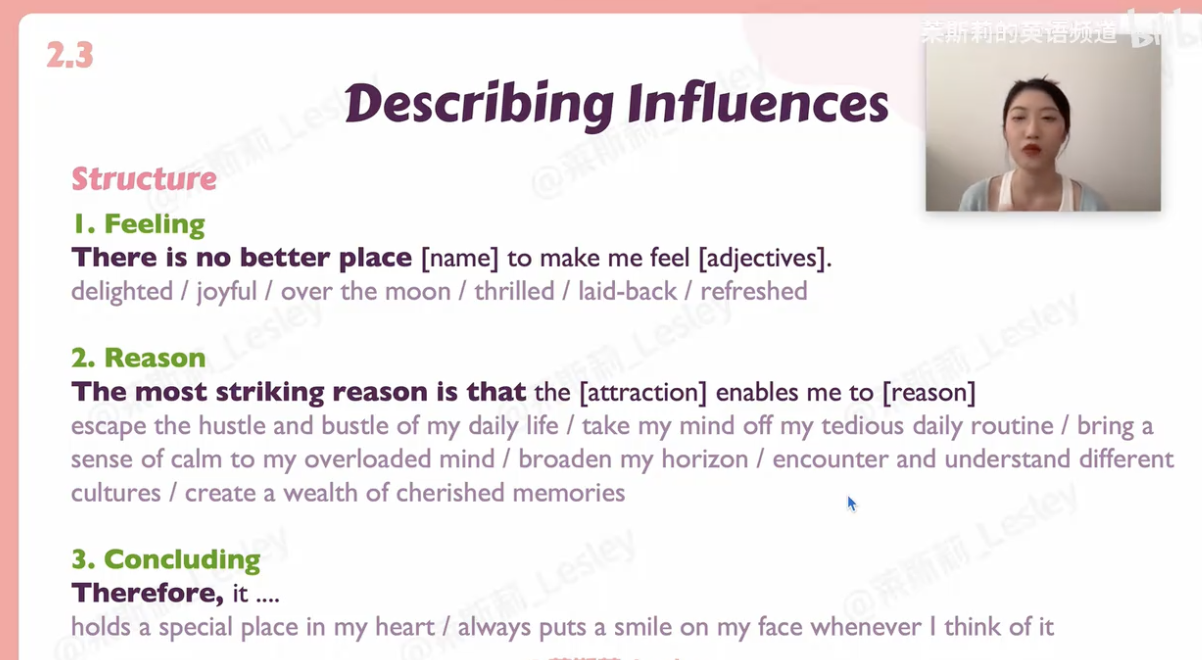 莱斯莉的英语频道 bilibili
2.3
Describing Influences
Structure
1. Feeling
There is no better place [name] to make me feel [adjectives].
delighted / joyful / over the moon / thrilled / laid-back / refreshed
2. Reason
The most striking reason is that the [attraction] enables me to [reason]
escape the hustle and bustle of my daily life / take my mind off my tedious daily routine / bring a
sense of calm to my overloaded mind / broaden my horizon / encounter and understand different
cultures / create a wealth of cherished memories
3. Concluding
Therefore, it ....
holds a special place in my heart / always puts a smile on my face whenever I think of it
@莱斯莉_Lesley